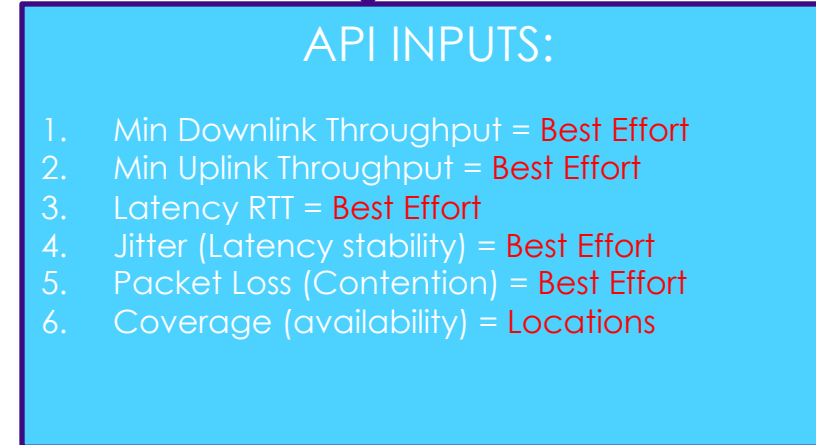 API INPUTS:
1. Min Downlink Throughput = Best Effort
2. Min Uplink Throughput = Best Effort
3. Latency RTT = Best Effort
4. Jitter (Latency stability) = Best Effort
5. Packet Loss (Contention) = Best Effort
6. Coverage (availability) = Locations